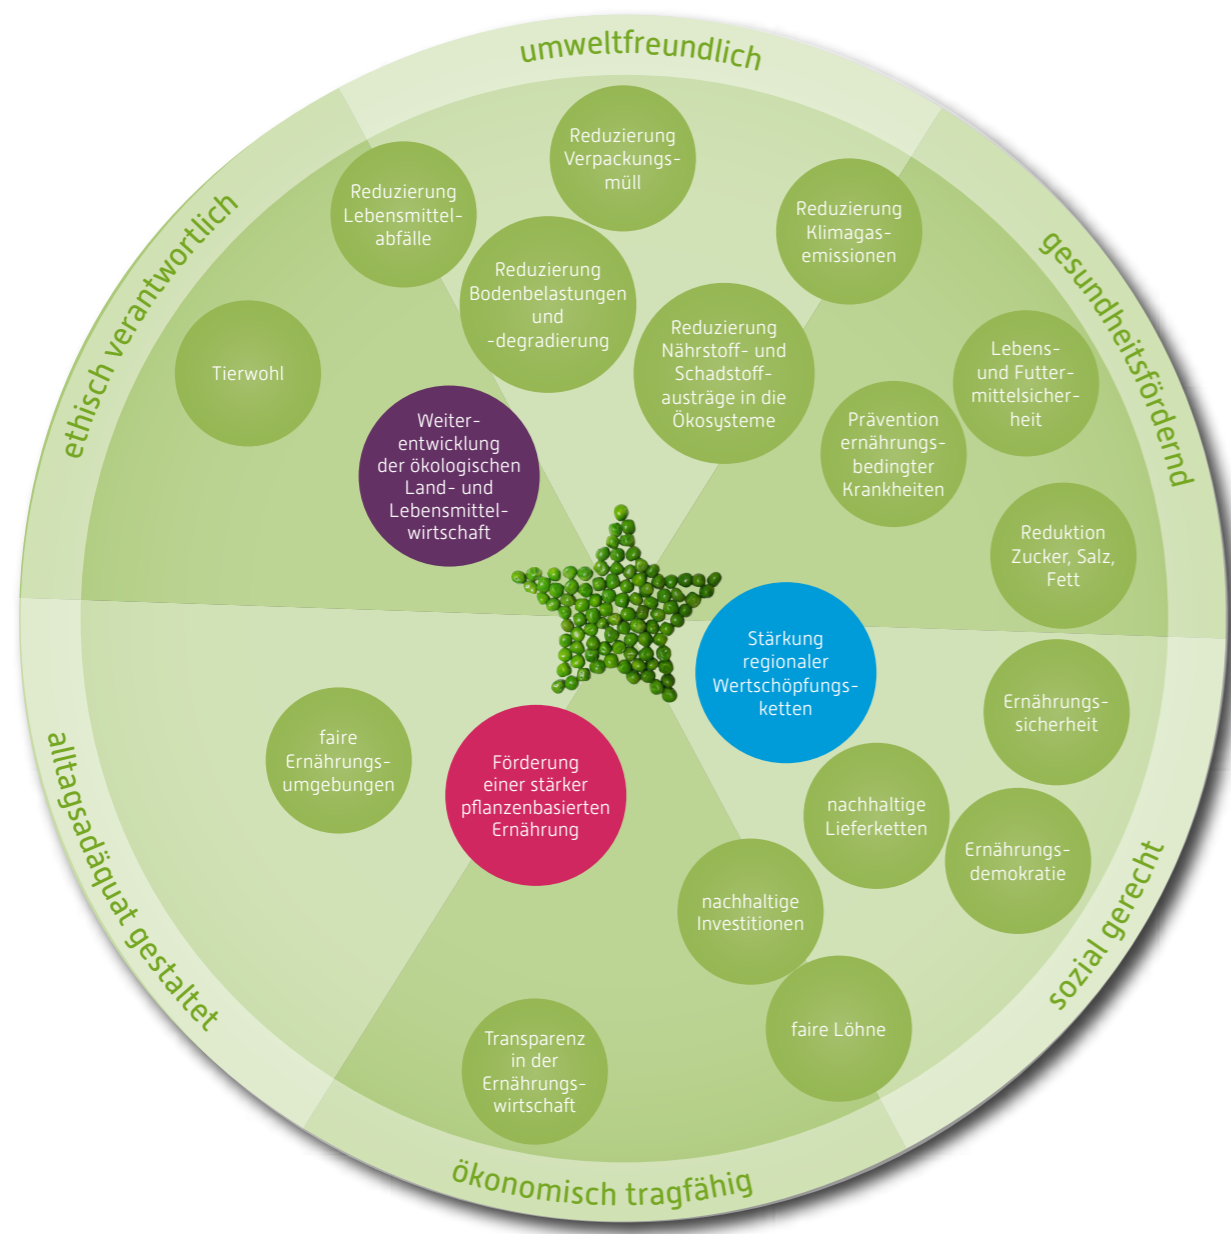 umweltfreundlich
Reduzierung
Verpackungs-
müll
Reduzierung
Lebensmittel-
abfälle
Reduzierung
Klimagas-
emissionen
Reduzierung
Bodenbelastungen
und
-degradierung
Reduzierung
Nährstoff- und
Schadstoff-
austräge in die
Ökosysteme
gesundheitsfördernd
Lebens-
und Futter-
mittelsicher-
heit
Prävention
ernährungs-
bedingter
Krankheiten
Reduktion
Zucker, Salz,
Fett
ethisch verantwortlich
Tierwohl
Weiter-
entwicklung
der ökologischen
Land- und
Lebensmittel-
wirtschaft
Stärkung
regionaler
Wertschöpfungs-
ketten
Ernährungs-
sicherheit
nachhaltige
Lieferketten
Ernährungs-
demokratie
sozial gerecht
nachhaltige
Investitionen
faire Löhne
alltagsadäquat gestaltet
faire
Ernährungs-
umgebungen
Förderung
einer stärker
pflanzenbasierten
Ernährung
Transparenz
in der
Ernährungs-
wirtschaft
ökonomisch tragfähig